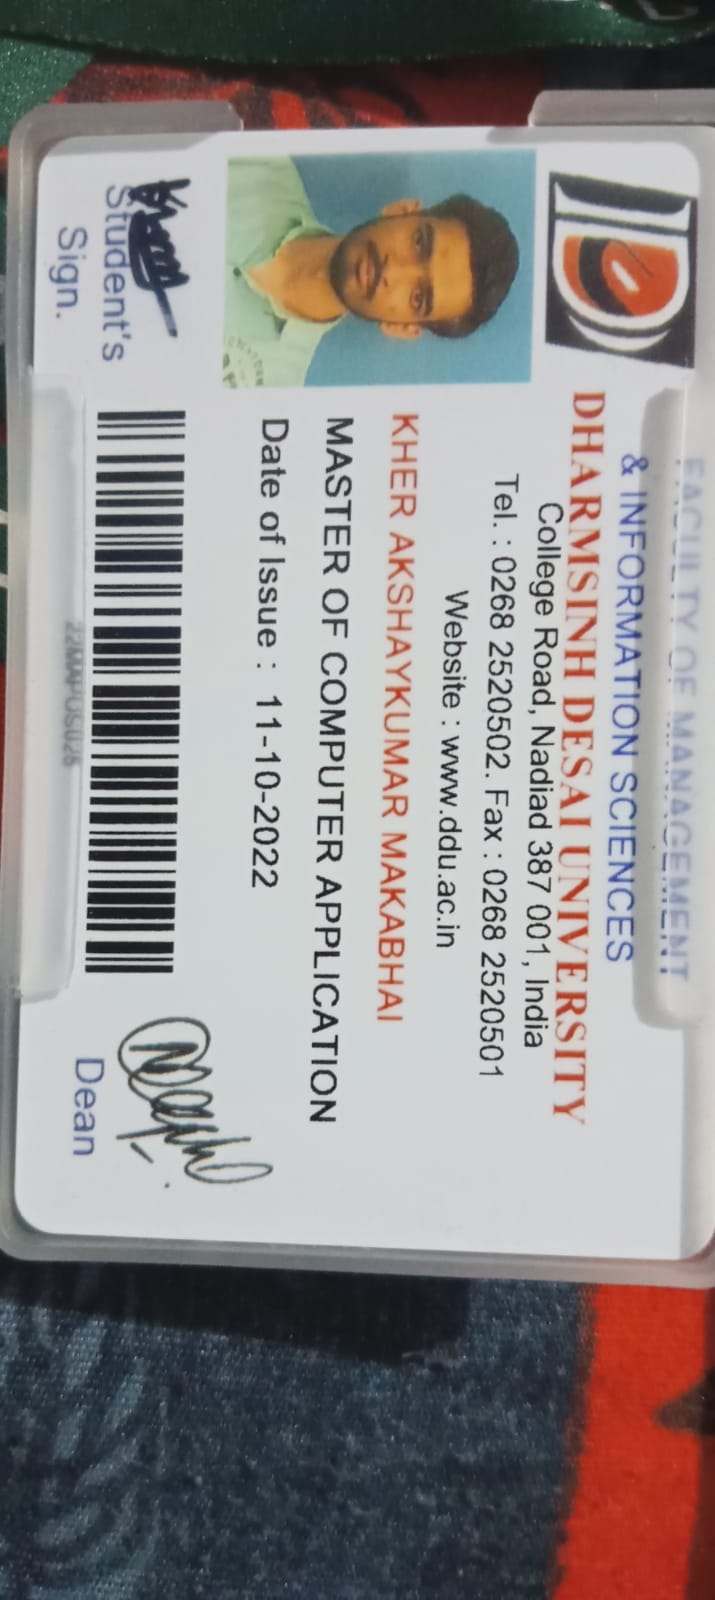 FACULTY OF MANAGEMENT
& INFORMATION SCIENCES
DHARMSINH DESAI UNIVERSITY
College Road, Nadiad 387 001, India
Tel. : 0268 2520502. Fax : 0268 2520501
Website : www.ddu.ac.in
KHER AKSHAYKUMAR MAKABHAI
MASTER OF COMPUTER APPLICATION
Date of Issue : 11-10-2022
Student's
Sign.
Dean